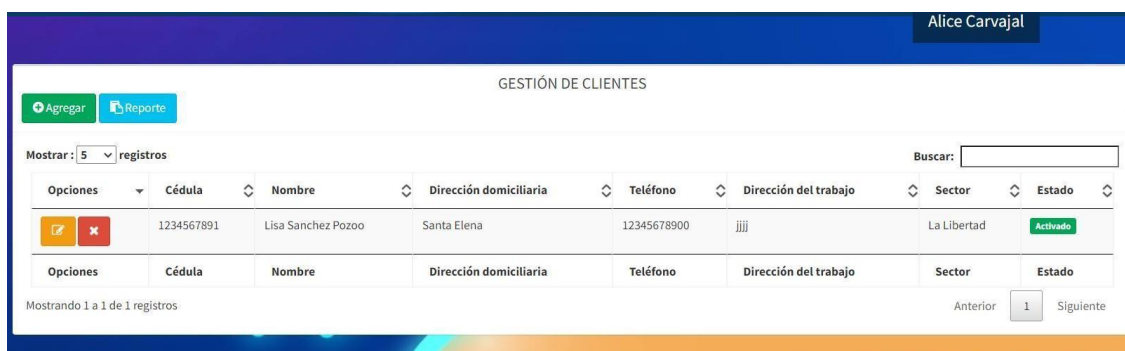 Alice Carvajal
GESTIÓN DE CLIENTES
Agregar Reporte
Mostrar : 5 registros Buscar:
Opciones Cédula Nombre Dirección domiciliaria Teléfono Dirección del trabajo Sector Estado
1234567891 Lisa Sanchez Pozoo Santa Elena 12345678900 jjjj La Libertad Activado
Opciones Cédula Nombre Dirección domiciliaria Teléfono Dirección del trabajo Sector Estado
Mostrando 1 a 1 de 1 registros Anterior 1 Siguiente